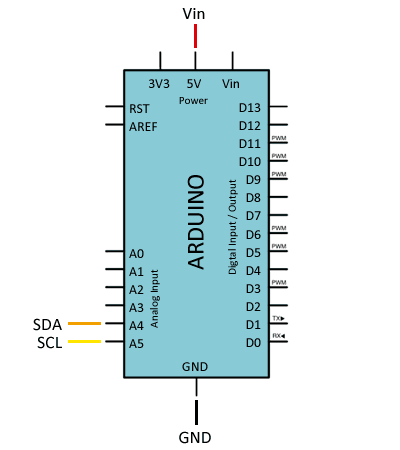 Vin
3V3 5V Vin
Power
RST D13
AREF D12
D11 PWM
D10 PWM
D9 PWM
D8
D7
D6 PWM
A0 D5 PWM
A1 D4
A2 D3 PWM
A3 D2
SDA A4 D1 TX▶
SCL A5 D0 RX◀
ARDUINO
Analog Input
Digtal Input / Output
GND
GND